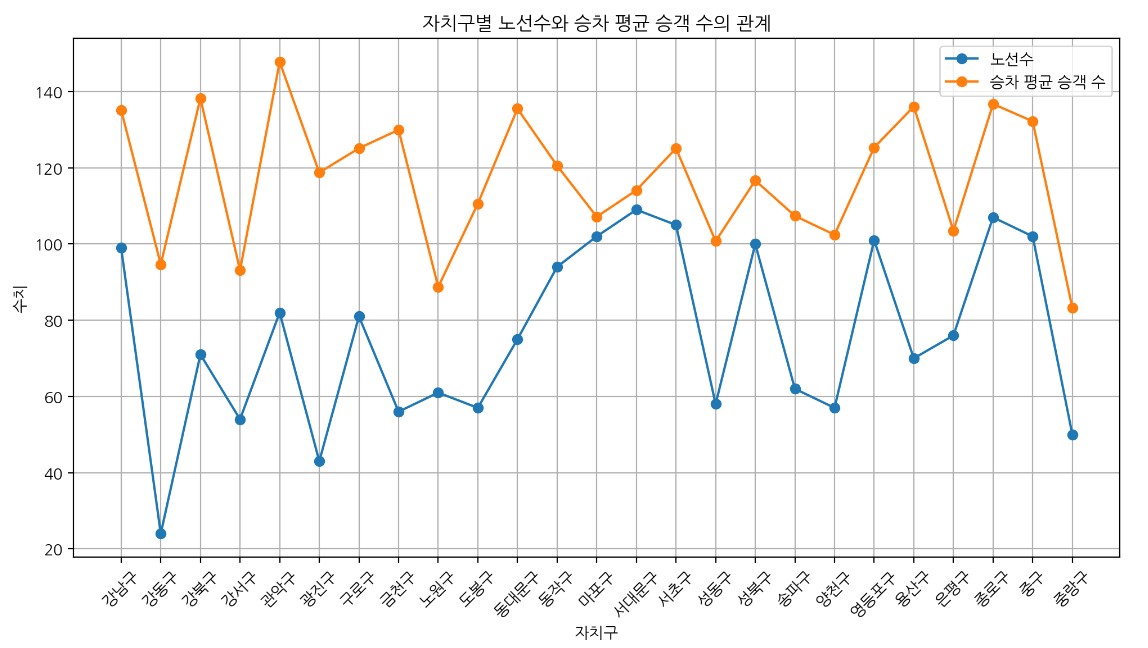 자치구별 노선수와 승차 평균 승객 수의 관계
노선수
승차 평균 승객 수
수치
140
120
100
80
60
40
20
강남구
강동구
강북구
강서구
관악구
광진구
구로구
금천구
노원구
도봉구
동대문구
동작구
마포구
서대문구
서초구
성동구
성북구
송파구
양천구
영등포구
용산구
은평구
종로구
중구
중랑구
자치구